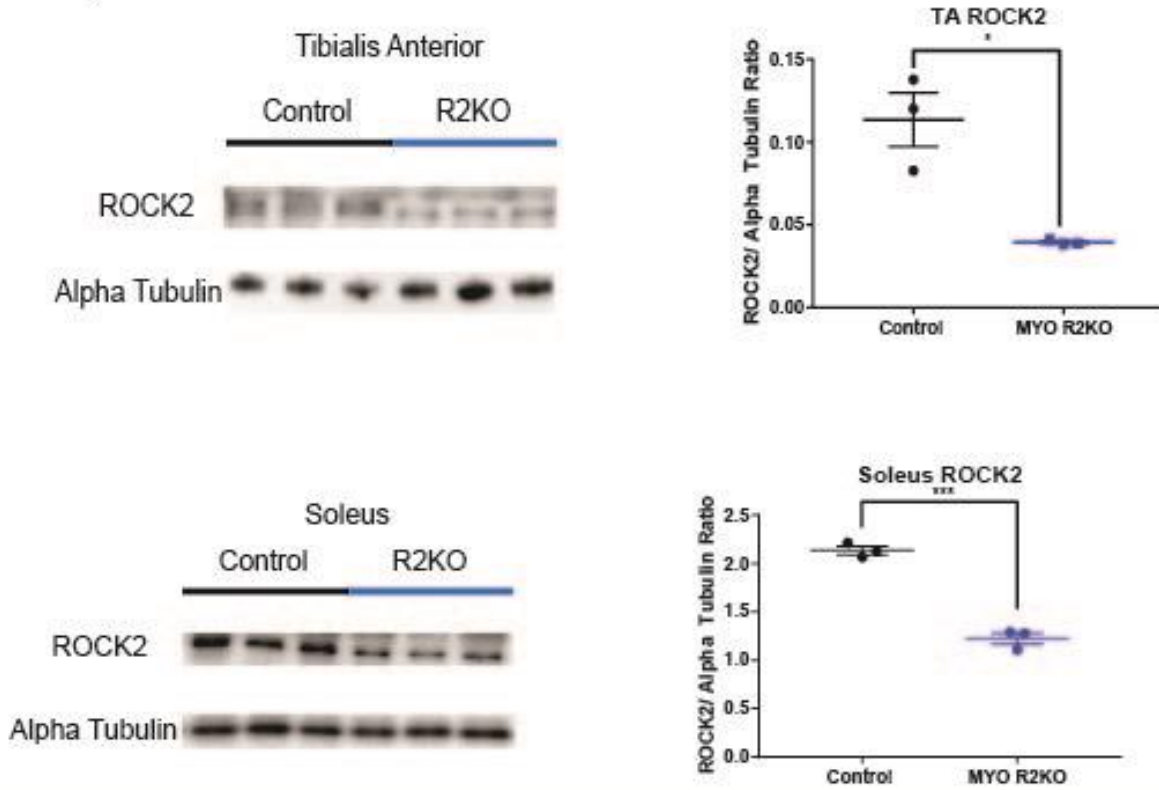 Tibialis Anterior
Control R2KO
ROCK2
Alpha Tubulin
TA ROCK2
*
ROCK2/ Alpha Tubulin Ratio
0.15
0.10
0.05
0.00
Control MYO R2KO
Soleus
Control R2KO
ROCK2
Alpha Tubulin
Soleus ROCK2
***
ROCK2/ Alpha Tubulin Ratio
2.5
2.0
1.5
1.0
0.5
0.0
Control MYO R2KO